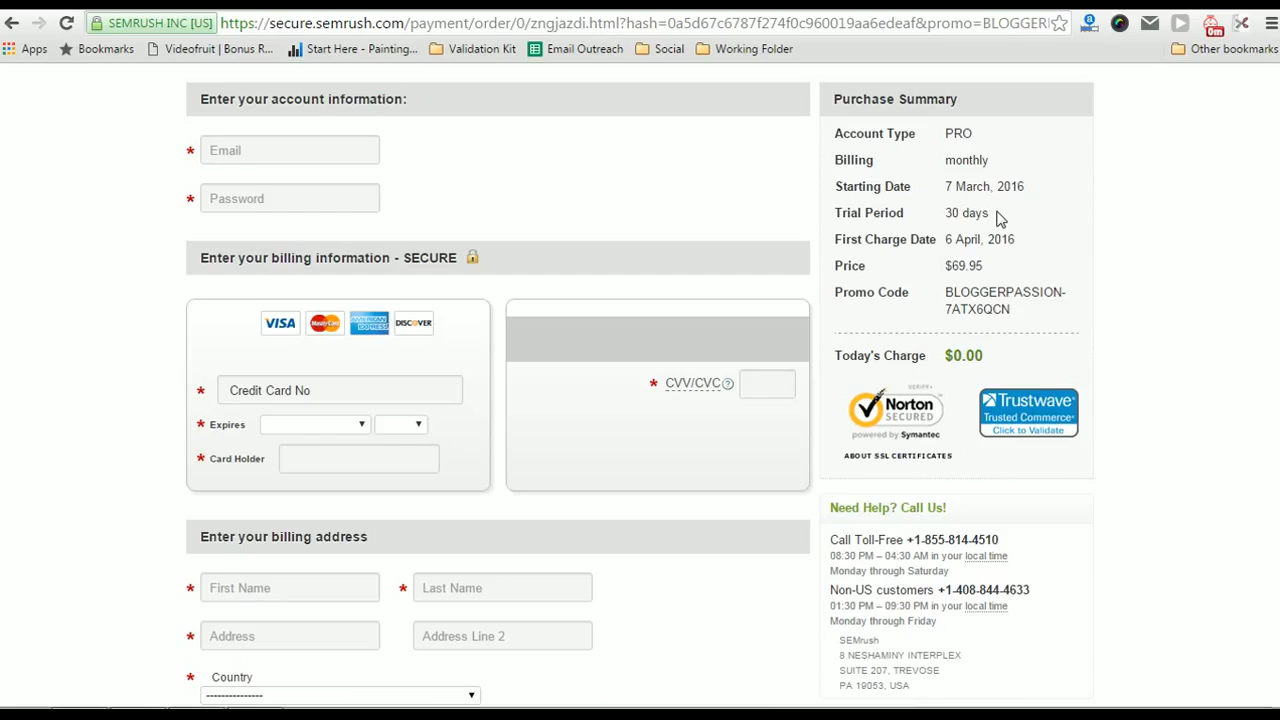 SEMRUSH INC [US]
https://secure.semrush.com/payment/order/0/zngjazdi.html?hash=0a5d67c6787f274f0c960019aa6edeaf&promo=BLOGGERI
0m
Apps
Bookmarks
Videofruit | Bonus R...
Start Here - Painting...
Validation Kit
Email Outreach
Social
Working Folder
Other bookmarks
Enter your account information:
* Email
* Password
Enter your billing information - SECURE
VISA MasterCard AMERICAN EXPRESS DISCOVER
* Credit Card No
* Expires
* Card Holder
* CVV/CVC ?
Enter your billing address
* First Name
* Last Name
* Address
Address Line 2
* Country
---------------
Purchase Summary
Account Type PRO
Billing monthly
Starting Date 7 March, 2016
Trial Period 30 days
First Charge Date 6 April, 2016
Price $69.95
Promo Code BLOGGERPASSION-
7ATX6QCN
Today's Charge $0.00
VERIFY
Norton
SECURED
powered by Symantec
ABOUT SSL CERTIFICATES
Trustwave
Trusted Commerce
Click to Validate
Need Help? Call Us!
Call Toll-Free +1-855-814-4510
08:30 PM – 04:30 AM in your local time
Monday through Saturday
Non-US customers +1-408-844-4633
01:30 PM – 09:30 PM in your local time
Monday through Friday
SEMrush
8 NESHAMINY INTERPLEX
SUITE 207, TREVOSE
PA 19053, USA